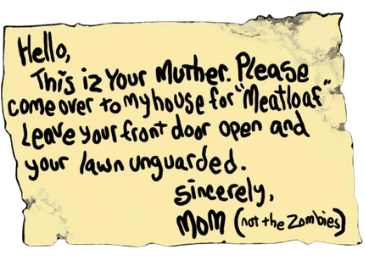 Hello,
This iz Your Muther. Please
come over to my house for "Meatloaf"
Leave your front door open and
your lawn unguarded.
Sincerely,
MOM (not the Zombies)